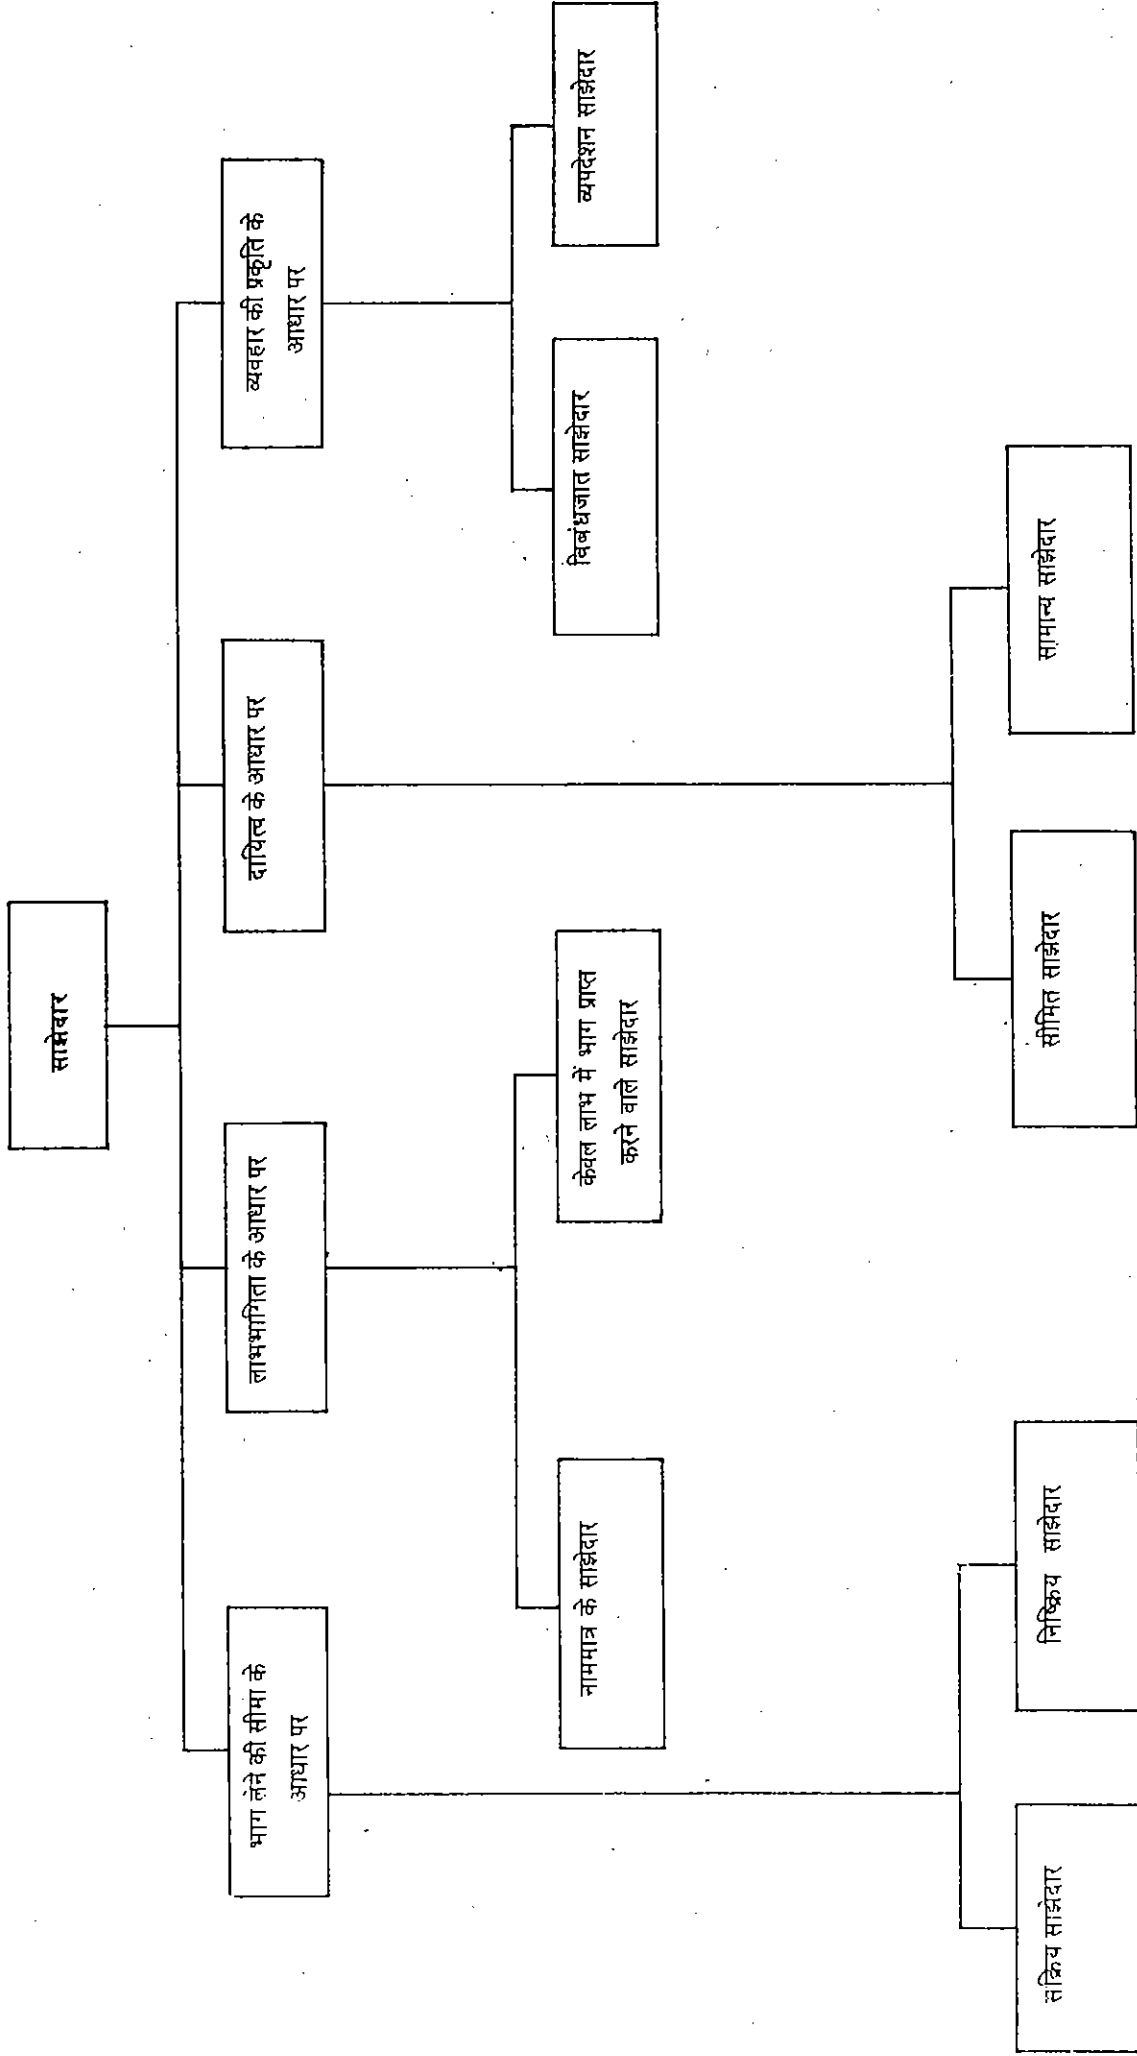 साझेदार
भाग लेने की सीमा के
आधार पर
लाभभागिता के आधार पर
दायित्व के आधार पर
व्यवहार की प्रकृति के
आधार पर
नाममात्र के साझेदार
केवल लाभ में भाग प्राप्त
करने वाले साझेदार
विबंधजात साझेदार
व्यपदेशन साझेदार
सक्रिय साझेदार
निष्क्रिय साझेदार
सीमित साझेदार
सामान्य साझेदार